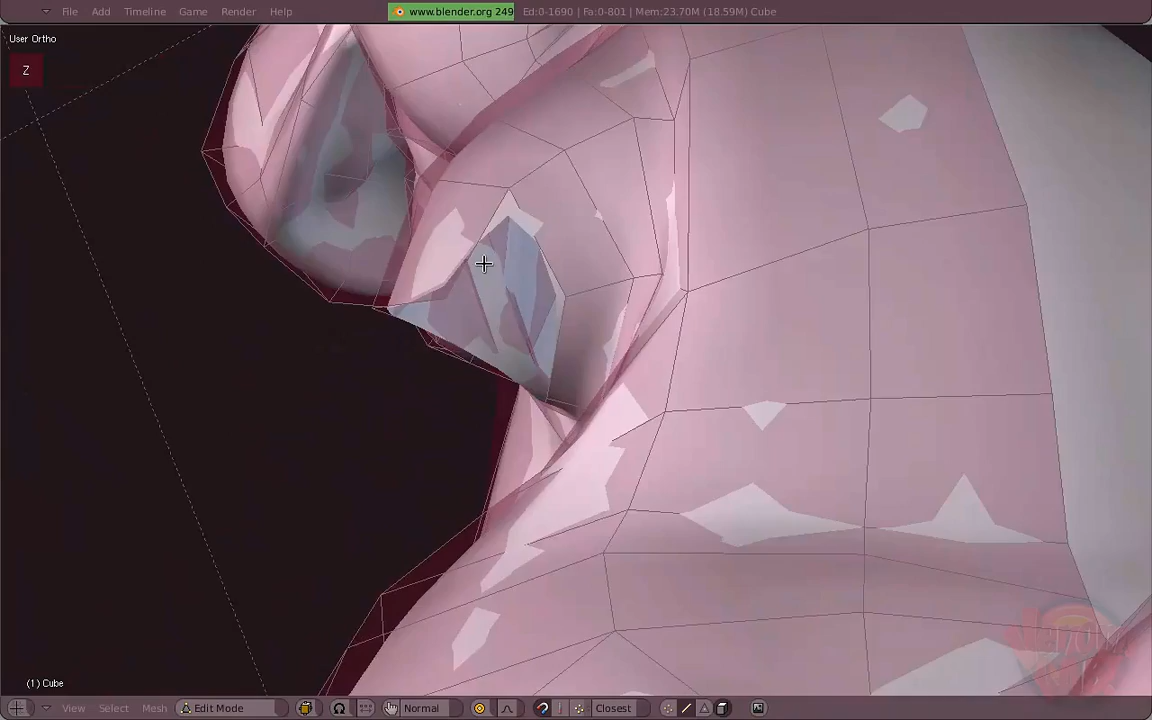 File Add Timeline Game Render Help www.blender.org 249 Ed:0-1690 | Fa:0-801 | Mem:23.70M (18.59M) Cube
User Ortho
Z
(1) Cube
View Select Mesh Edit Mode Normal Closest